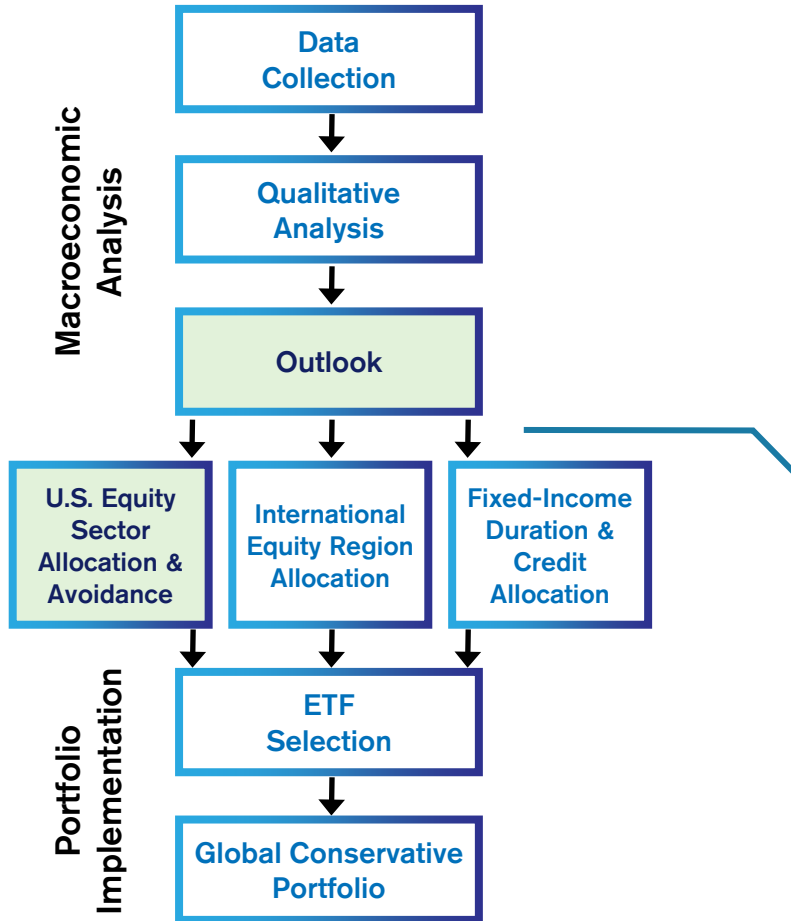 Macroeconomic
Analysis
Data
Collection
Qualitative
Analysis
Outlook
U.S. Equity
Sector
Allocation &
Avoidance
International
Equity Region
Allocation
Fixed-Income
Duration &
Credit
Allocation
Portfolio
Implementation
ETF
Selection
Global Conservative
Portfolio